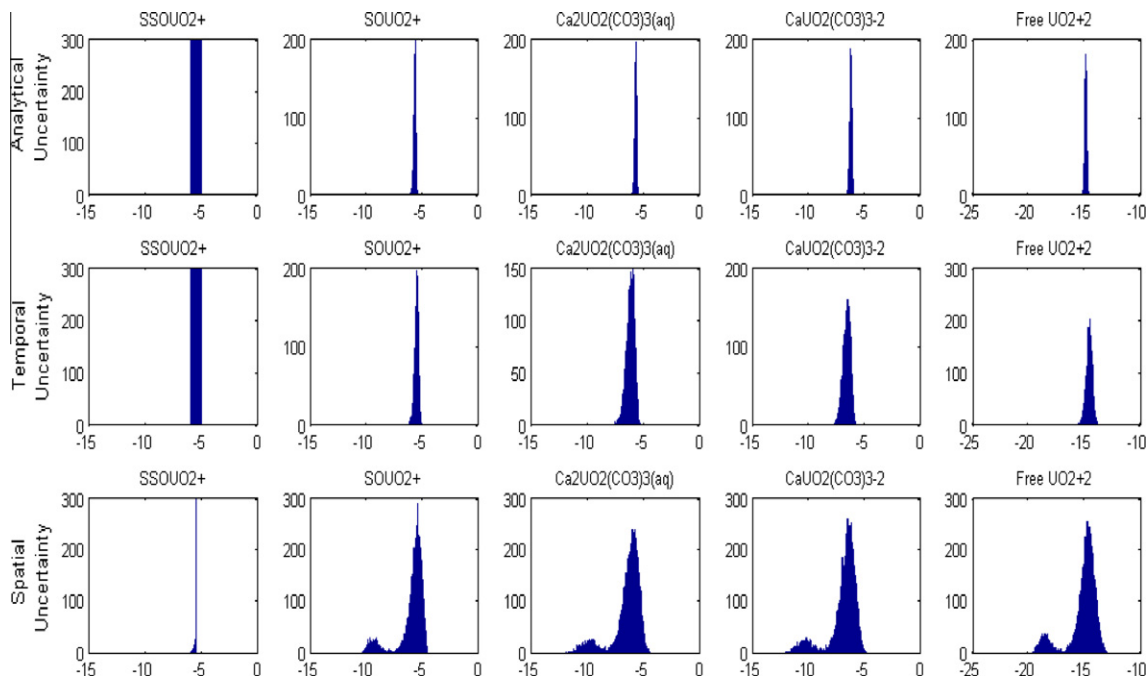 SSOUO2+ SOUO2+ Ca2UO2(CO3)3(aq) CaUO2(CO3)3-2 Free UO2+2
Analytical
Uncertainty
300 200 200 200 200
200
100 100 100 100 100
0 0 0 0 0
-15 -10 -5 0 -15 -10 -5 0 -15 -10 -5 0 -15 -10 -5 0 -25 -20 -15 -10
SSOUO2+ SOUO2+ Ca2UO2(CO3)3(aq) CaUO2(CO3)3-2 Free UO2+2
Temporal
Uncertainty
300 200 150 200 300
200 100 200
100 100 50 100 100
0 0 0 0 0
-15 -10 -5 0 -15 -10 -5 0 -15 -10 -5 0 -15 -10 -5 0 -25 -20 -15 -10
SSOUO2+ SOUO2+ Ca2UO2(CO3)3(aq) CaUO2(CO3)3-2 Free UO2+2
Spatial
Uncertainty
300 300 300 300 300
200 200 200 200 200
100 100 100 100 100
0 0 0 0 0
-15 -10 -5 0 -15 -10 -5 0 -15 -10 -5 0 -15 -10 -5 0 -25 -20 -15 -10